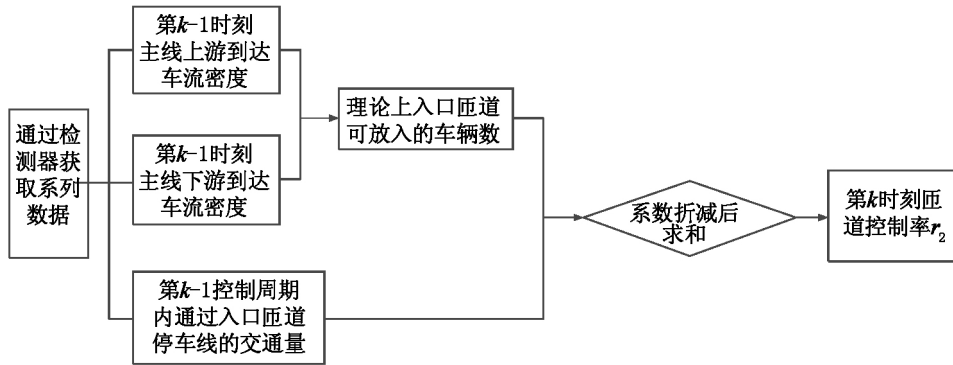 通过检
测器获
取系列
数据
第k-1时刻
主线上游到达
车流密度
第k-1时刻
主线下游到达
车流密度
第k-1控制周期
内通过入口匝道
停车线的交通量
理论上入口匝道
可放入的车辆数
系数折减后
求和
第k时刻匝
道控制率r₂